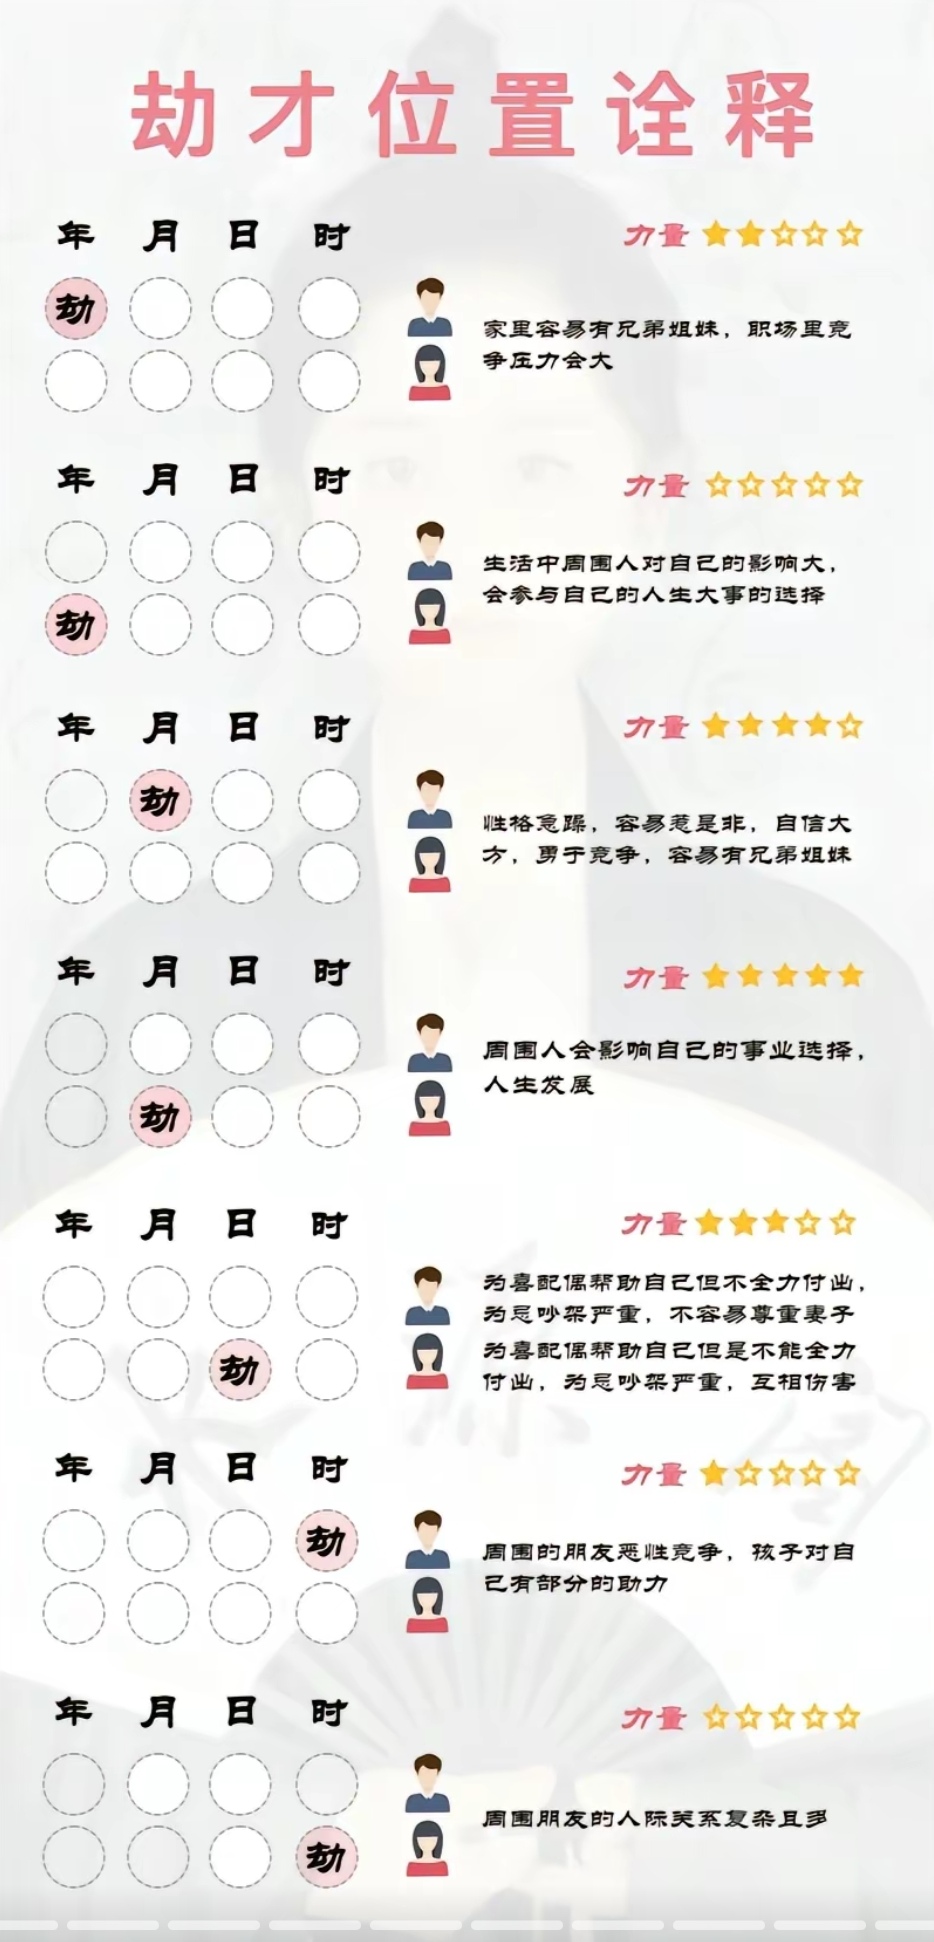 劫才位置诠释
年 月 日 时
力量
劫
家里容易有兄弟姐妹，职场里竞
争压力会大
年 月 日 时
力量
劫
生活中周围人对自己的影响大，
会参与自己的人生大事的选择
年 月 日 时
力量
劫
性格急躁，容易惹是非，自信大
方，勇于竞争，容易有兄弟姐妹
年 月 日 时
力量
劫
周围人会影响自己的事业选择，
人生发展
年 月 日 时
力量
劫
为喜配偶帮助自己但不全力付出，
为忌吵架严重，不容易尊重妻子
为喜配偶帮助自己但是不能全力
付出，为忌吵架严重，互相伤害
年 月 日 时
力量
劫
周围的朋友恶性竞争，孩子对自
己有部分的助力
年 月 日 时
力量
劫
周围朋友的人际关系复杂且多